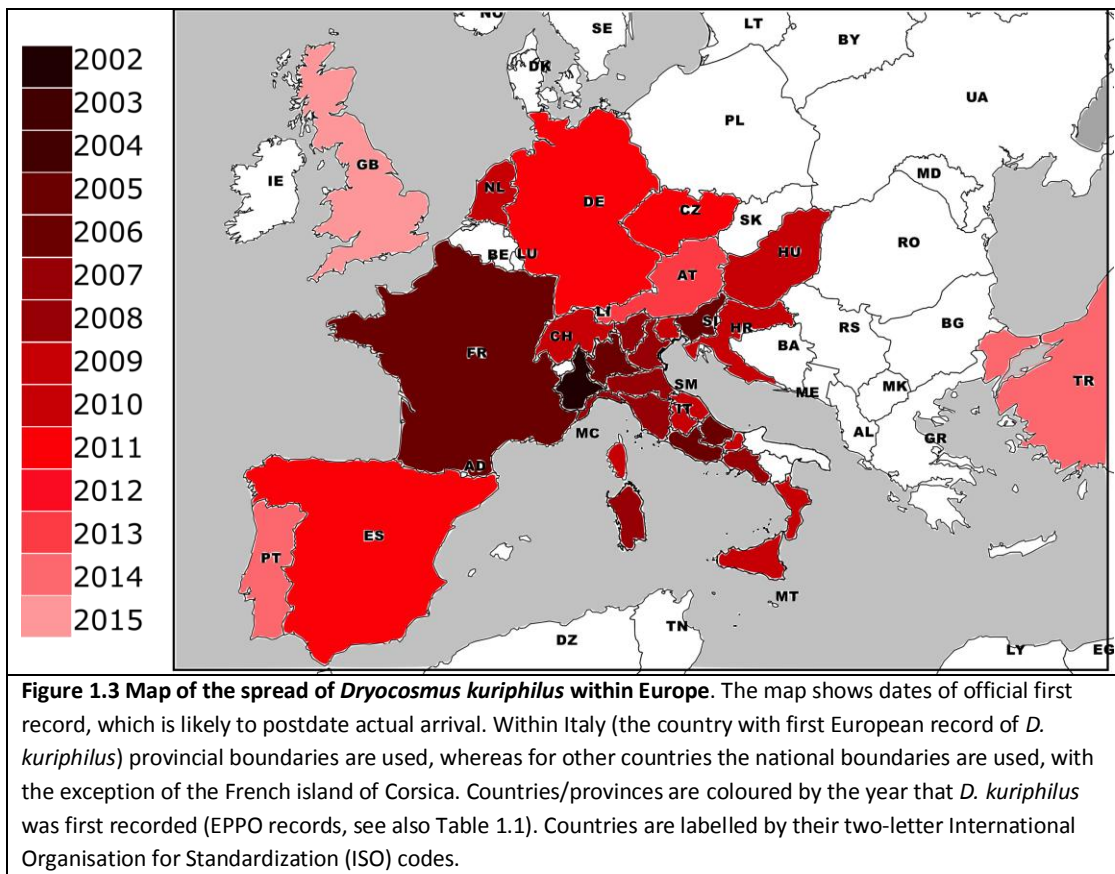 2002
2003
2004
2005
2006
2007
2008
2009
2010
2011
2012
2013
2014
2015
NO
SE
LT
BY
DK
UA
PL
IE
GB
NL
DE
MD
CZ
SK
BE
LU
RO
HU
AT
LI
CH
SI
HR
FR
BA
RS
BG
SM
ME
MK
TT
TR
MC
AL
GR
AD
ES
PT
MT
TN
DZ
LY
EG
Figure 1.3 Map of the spread of Dryocosmus kuriphilus within Europe. The map shows dates of official first
record, which is likely to postdate actual arrival. Within Italy (the country with first European record of D.
kuriphilus) provincial boundaries are used, whereas for other countries the national boundaries are used, with
the exception of the French island of Corsica. Countries/provinces are coloured by the year that D. kuriphilus
was first recorded (EPPO records, see also Table 1.1). Countries are labelled by their two-letter International
Organisation for Standardization (ISO) codes.